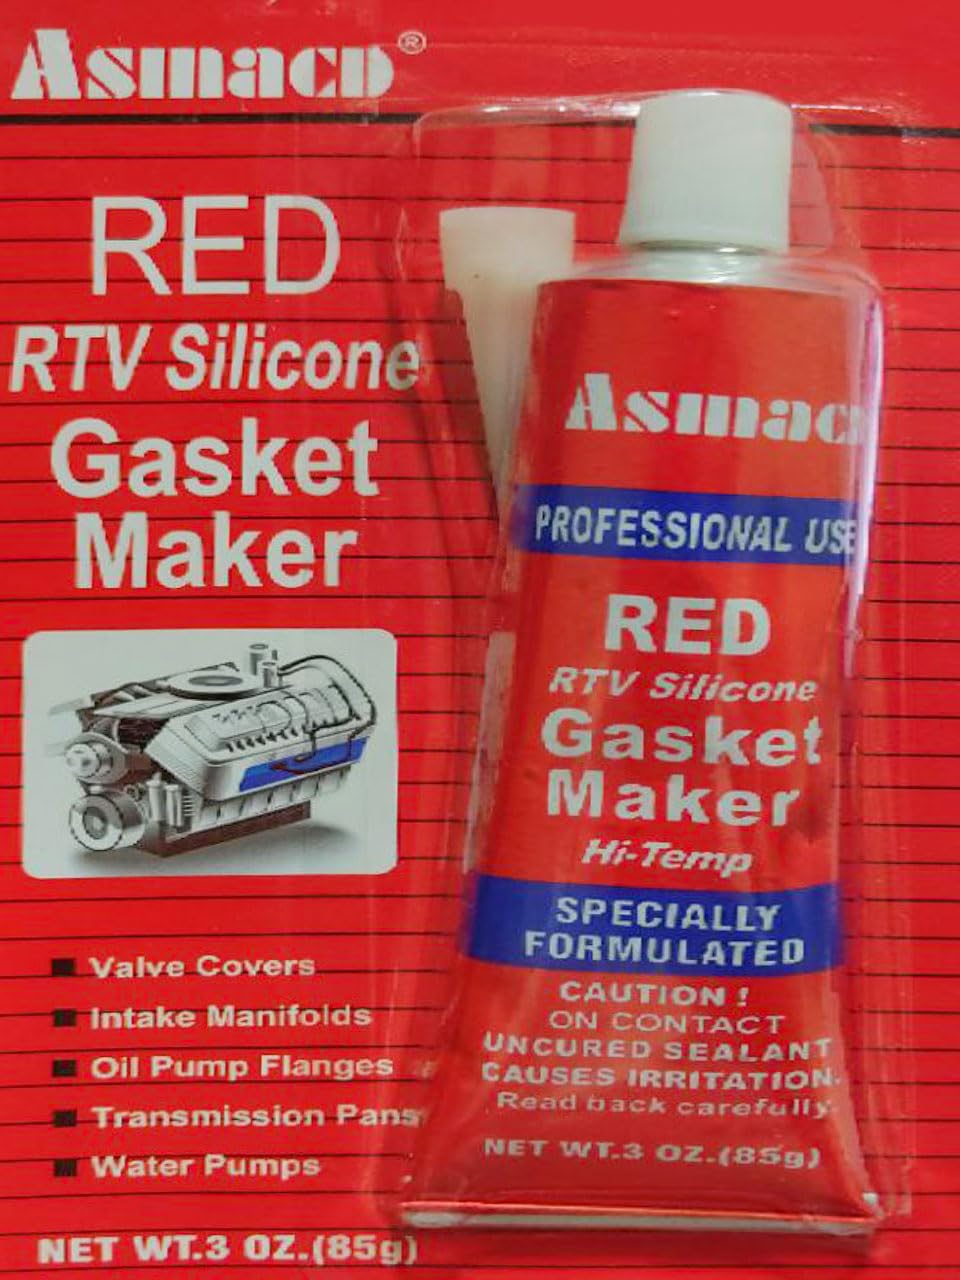 Asmaco®
RED
RTV Silicone
Gasket
Maker
Valve Covers
Intake Manifolds
Oil Pump Flanges
Transmission Pans
Water Pumps
NET WT.3 OZ.(85g)
Asmaco
PROFESSIONAL USE
RED
RTV Silicone
Gasket
Maker
Hi-Temp
SPECIALLY
FORMULATED
CAUTION !
ON CONTACT
UNCURED SEALANT
CAUSES IRRITATION.
Read back carefully
NET WT.3 OZ.(85g)